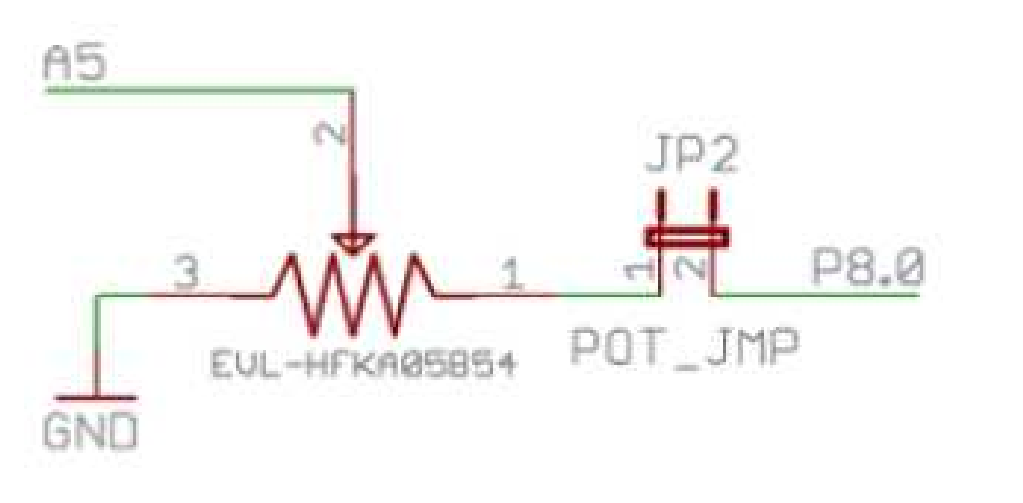 A5
2
JP2
3
1
1
2
P8.0
EVL-HFKA05B54
POT_JMP
GND